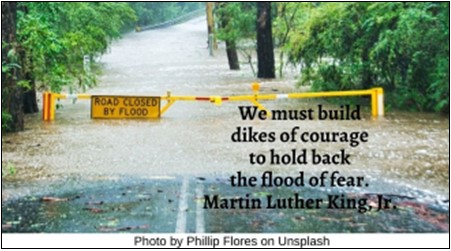 ROAD CLOSED
BY FLOOD
We must build
dikes of courage
to hold back
the flood of fear.
Martin Luther King, Jr.
Photo by Phillip Flores on Unsplash